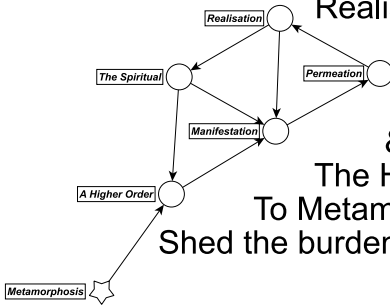 Reali
Realisation
The Spiritual
Permeation
Manifestation
&
The H
A Higher Order
To Metam
Shed the burden
Metamorphosis